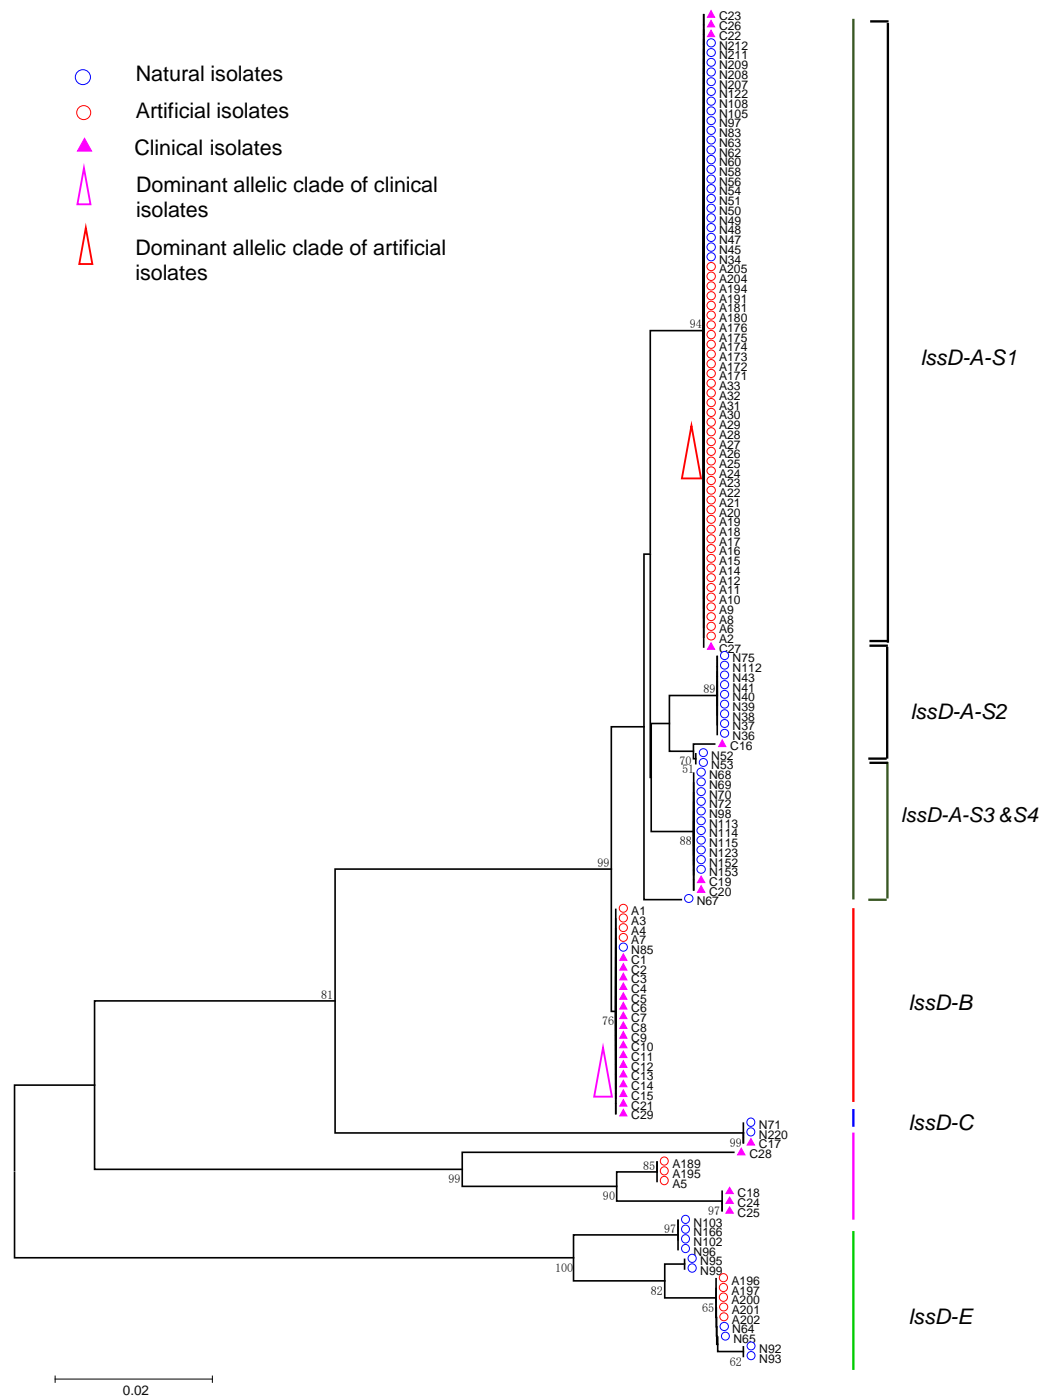 Natural isolates
Artificial isolates
Clinical isolates
Dominant allelic clade of clinical
isolates
Dominant allelic clade of artificial
isolates
C23
C26
C22
N212
N211
N209
N208
N207
N122
N108
N105
N97
N83
N63
N62
N60
N58
N56
N54
N51
N50
N49
N48
N47
N45
N34
A205
A204
A194
A191
A181
A180
94
A176
A175
A174
A173
A172
A171
lssD-A-S1
A33
A32
A31
A30
A29
A28
A27
A26
A25
A24
A23
A22
A21
A20
A19
A18
A17
A16
A15
A14
A12
A11
A10
A9
A8
A6
A2
C27
N75
N112
N43
89
N41
N40
N39
lssD-A-S2
N38
N37
N36
C16
N52
70
N53
51
N68
N69
N70
N72
N98
lssD-A-S3 &S4
N113
N114
88
N115
N123
N152
N153
C19
99
C20
N67
A1
A3
A4
A7
N85
C1
C2
C3
C4
81
C5
C6
lssD-B
C7
76
C8
C9
C10
C11
C12
C13
C14
C15
C21
C29
N71
lssD-C
N220
99
C17
C28
85
A189
A195
99
A5
90
C18
C24
97
C25
N103
97
N166
N102
N96
N95
100
N99
A196
82
A197
A200
65
A201
A202
lssD-E
N64
N65
N92
62
N93
0.02